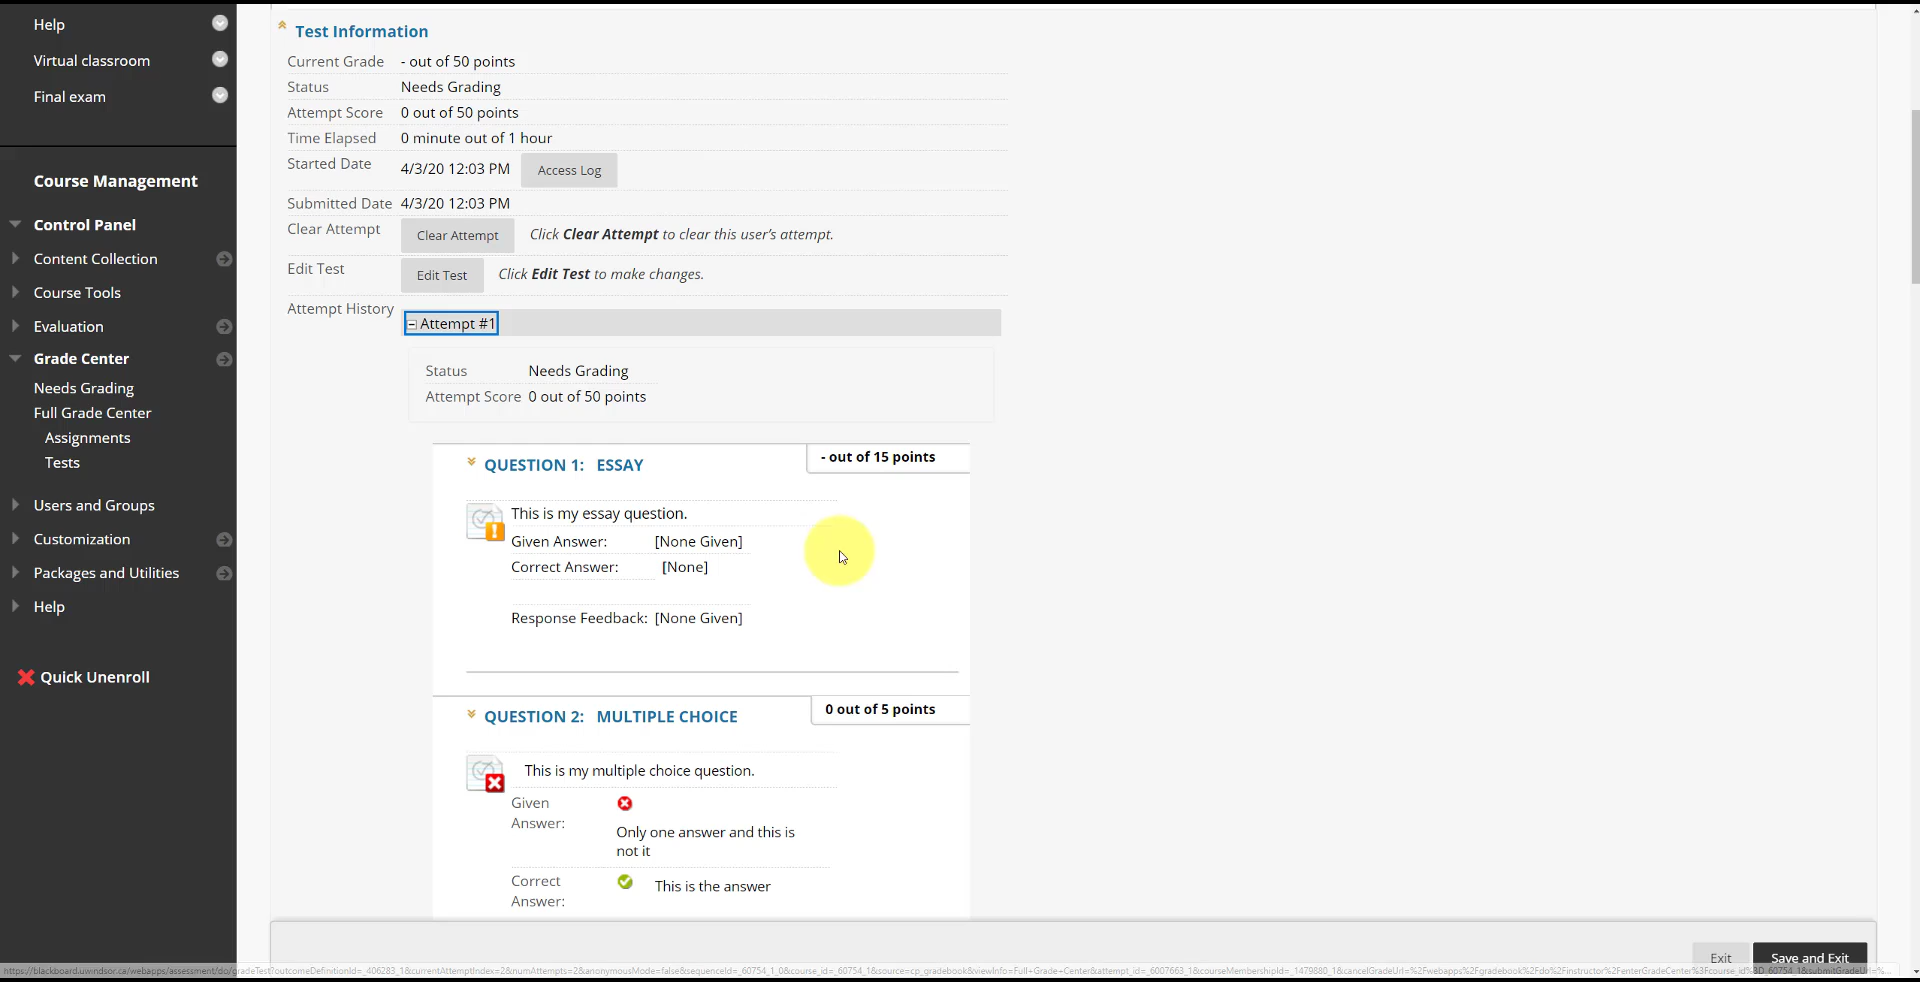 Help
Virtual classroom
Final exam
Course Management
Control Panel
Content Collection
Course Tools
Evaluation
Grade Center
Needs Grading
Full Grade Center
Assignments
Tests
Users and Groups
Customization
Packages and Utilities
Help
Quick Unenroll
Test Information
Current Grade - out of 50 points
Status Needs Grading
Attempt Score 0 out of 50 points
Time Elapsed 0 minute out of 1 hour
Started Date 4/3/20 12:03 PM Access Log
Submitted Date 4/3/20 12:03 PM
Clear Attempt Clear Attempt Click Clear Attempt to clear this user's attempt.
Edit Test Edit Test Click Edit Test to make changes.
Attempt History Attempt #1
Status Needs Grading
Attempt Score 0 out of 50 points
QUESTION 1: ESSAY - out of 15 points
This is my essay question.
Given Answer: [None Given]
Correct Answer: [None]
Response Feedback: [None Given]
QUESTION 2: MULTIPLE CHOICE 0 out of 5 points
This is my multiple choice question.
Given
Answer:
Only one answer and this is
not it
Correct This is the answer
Answer:
Exit Save and Exit